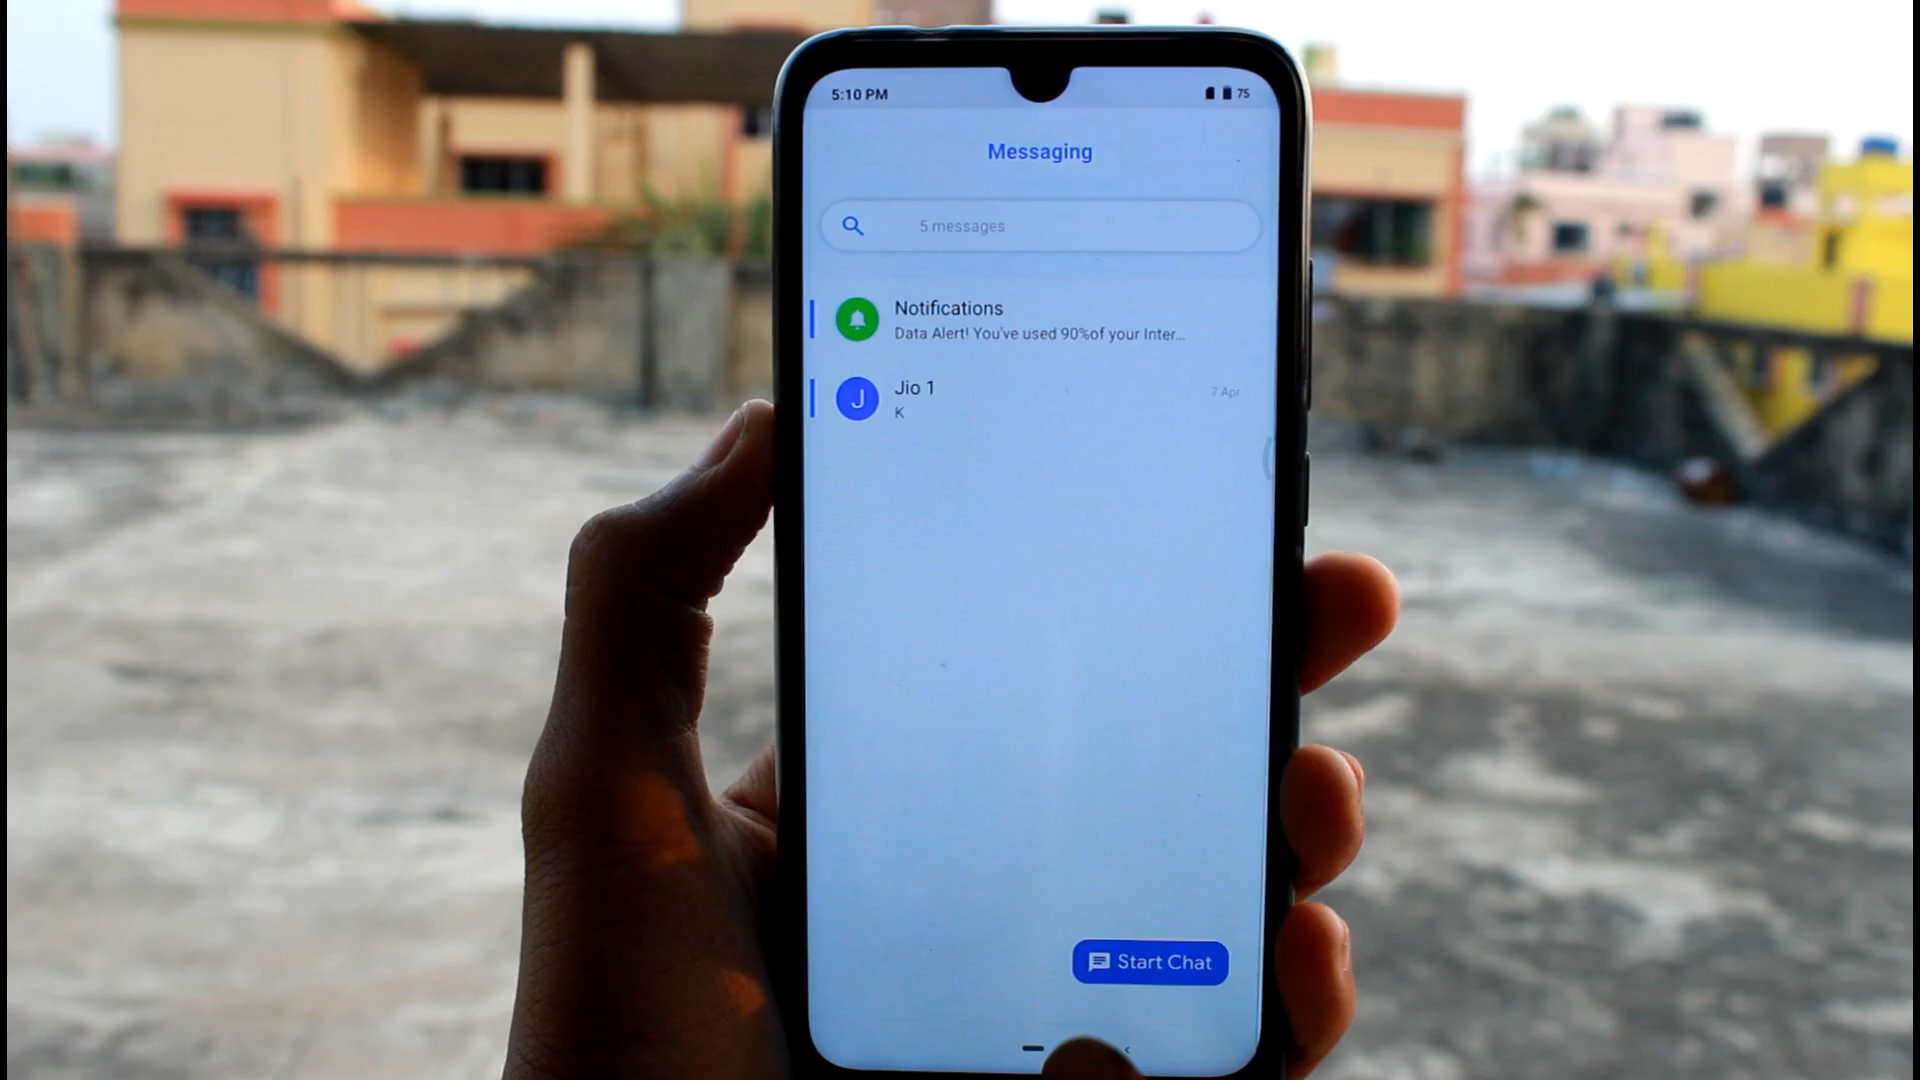 5:10 PM
75
Messaging
5 messages
Notifications
Data Alert! You've used 90%of your Inter...
J
Jio 1
7 Apr
K
Start Chat